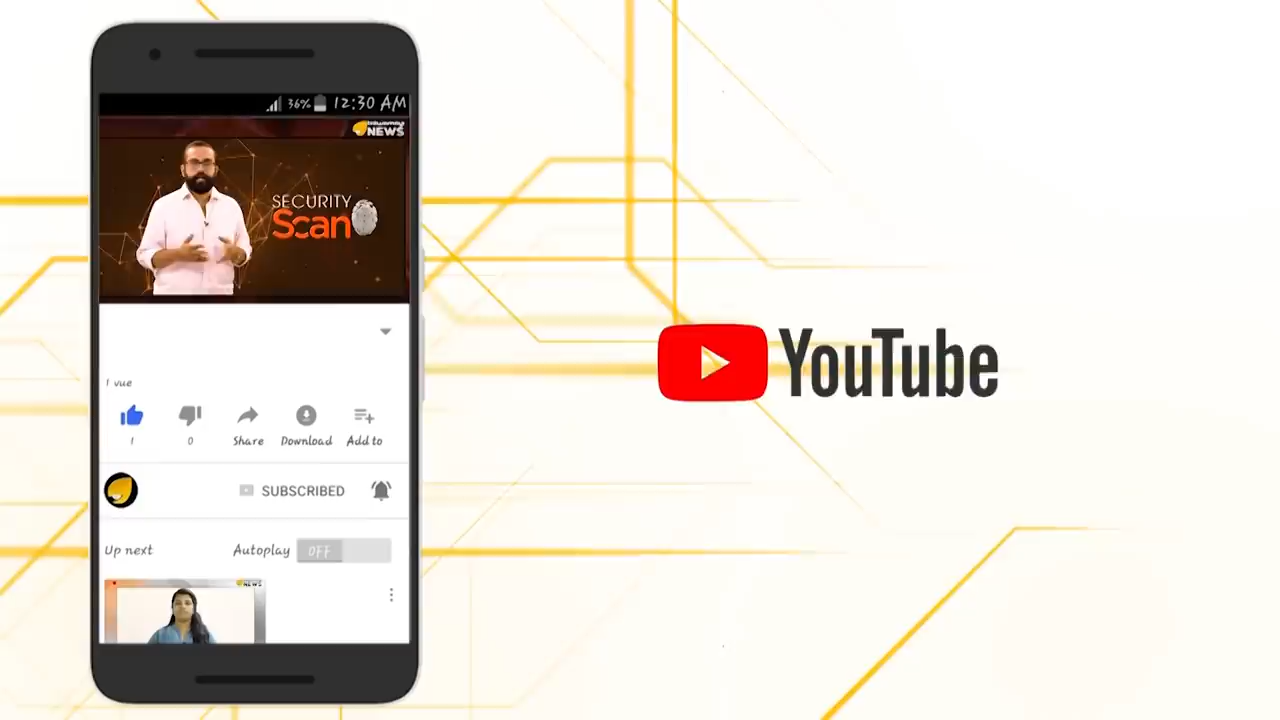 36% 12:30 AM
NEWS
SECURITY
Scan
1 vue
1 0 Share Download Add to
SUBSCRIBED
Up next Autoplay OFF
NEWS
YouTube